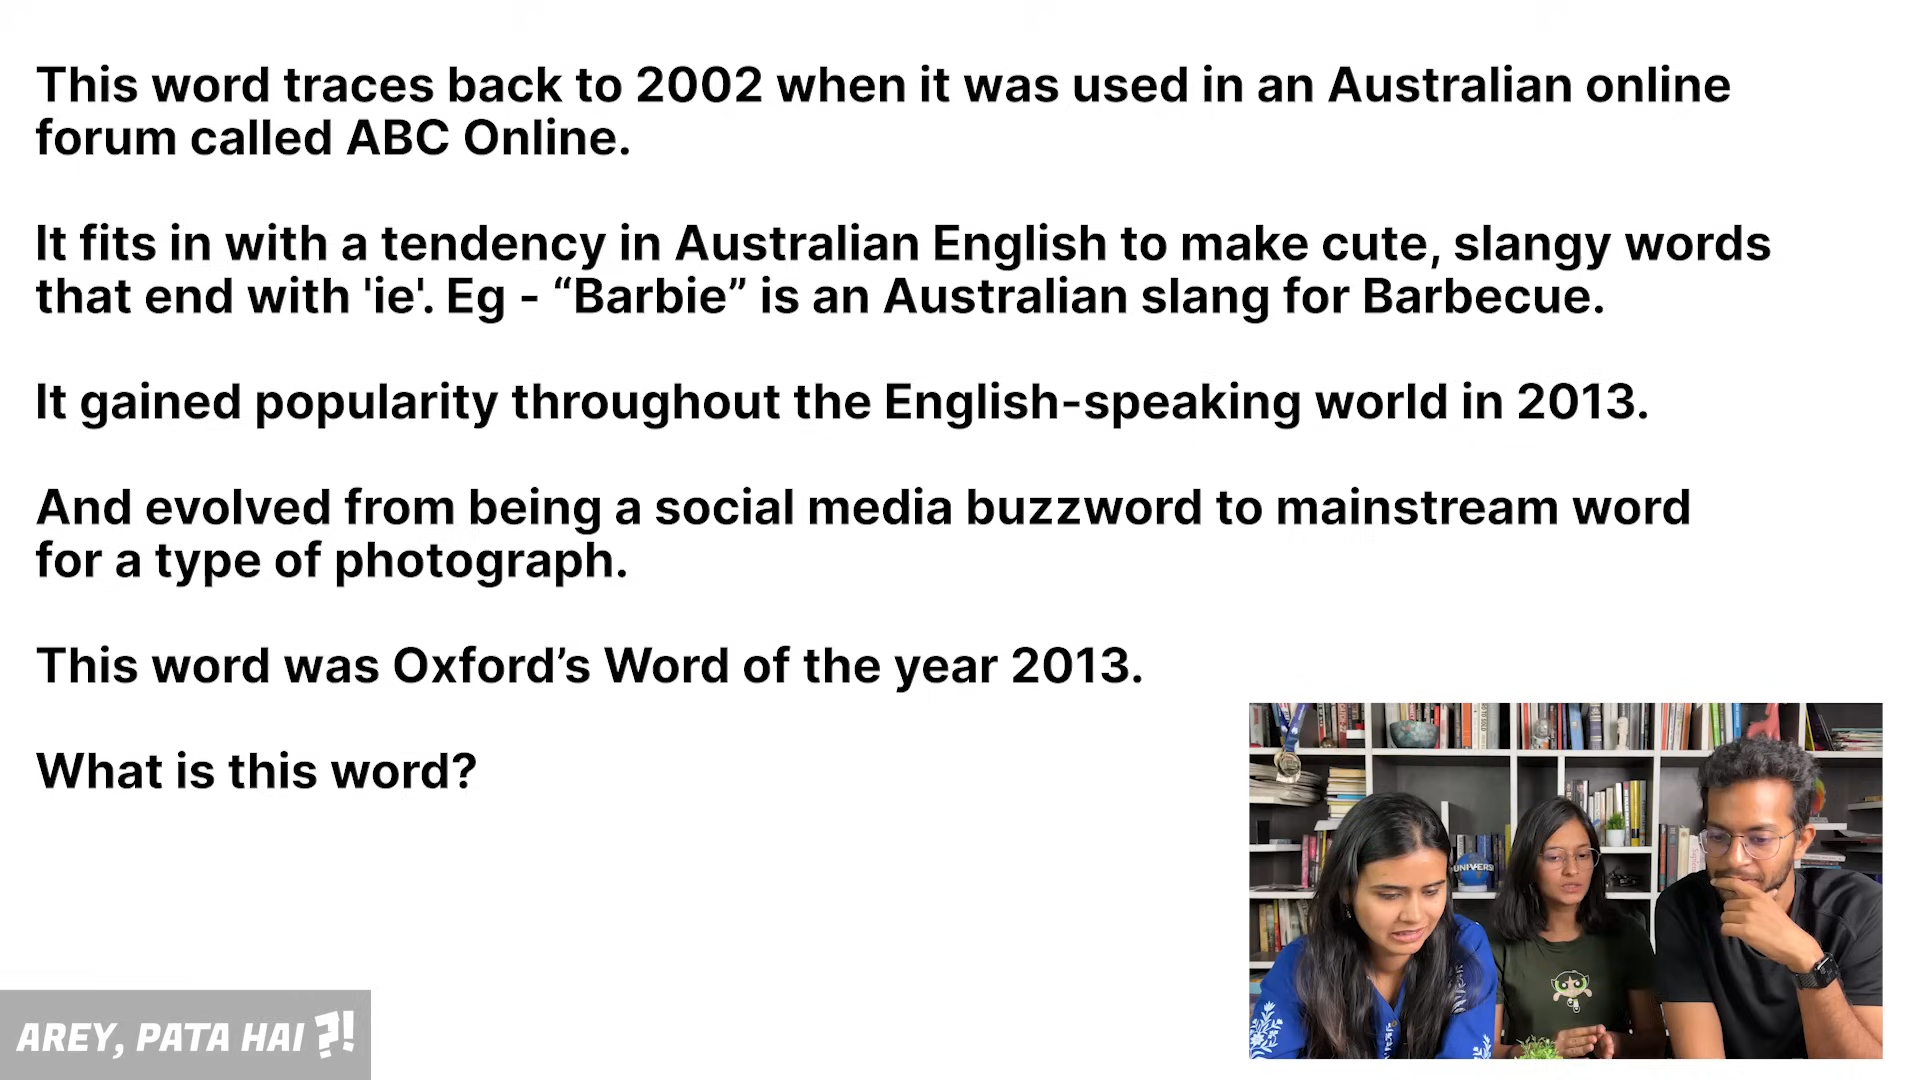 This word traces back to 2002 when it was used in an Australian online
forum called ABC Online.
It fits in with a tendency in Australian English to make cute, slangy words
that end with 'ie'. Eg - “Barbie” is an Australian slang for Barbecue.
It gained popularity throughout the English-speaking world in 2013.
And evolved from being a social media buzzword to mainstream word
for a type of photograph.
This word was Oxford’s Word of the year 2013.
What is this word?
UNIVERS
AREY, PATA HAI ?!